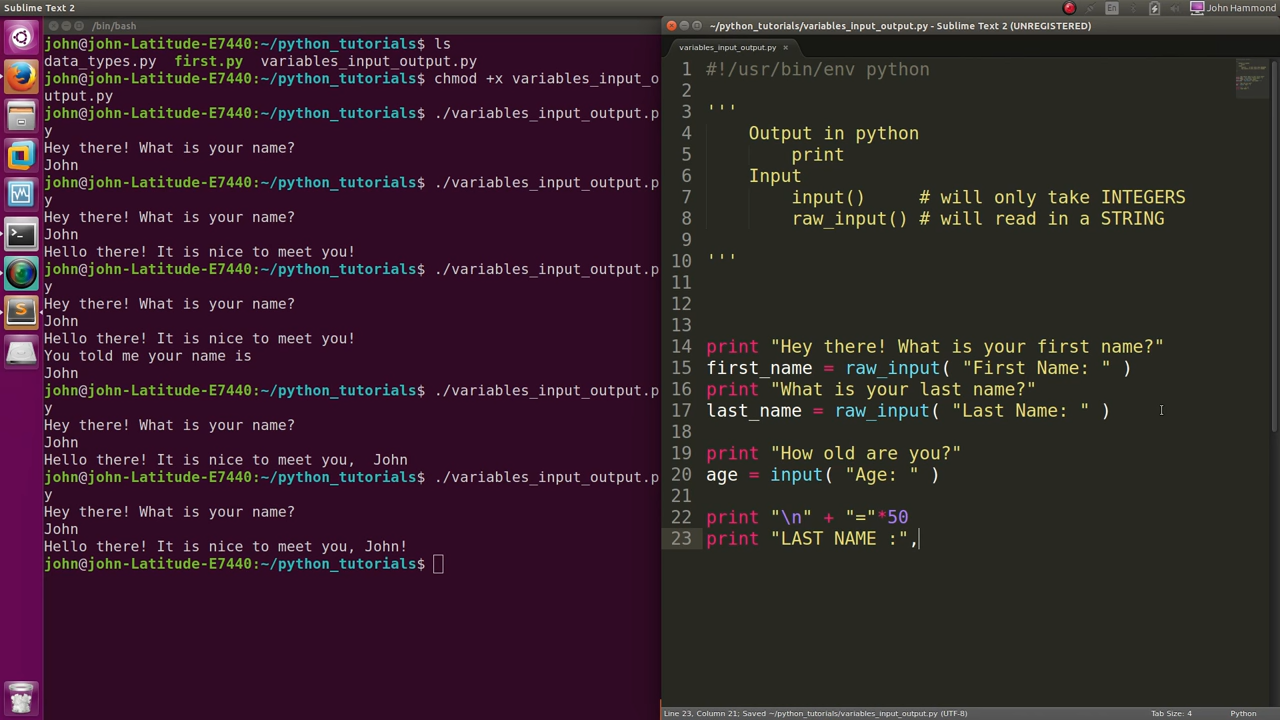 Sublime Text 2
En
John Hammond
/bin/bash
john@john-Latitude-E7440:~/python_tutorials$ ls
data_types.py  first.py  variables_input_output.py
john@john-Latitude-E7440:~/python_tutorials$ chmod +x variables_input_o
utput.py
john@john-Latitude-E7440:~/python_tutorials$ ./variables_input_output.p
y
Hey there! What is your name?
John
john@john-Latitude-E7440:~/python_tutorials$ ./variables_input_output.p
y
Hey there! What is your name?
John
Hello there! It is nice to meet you!
john@john-Latitude-E7440:~/python_tutorials$ ./variables_input_output.p
y
Hey there! What is your name?
John
Hello there! It is nice to meet you!
You told me your name is
John
john@john-Latitude-E7440:~/python_tutorials$ ./variables_input_output.p
y
Hey there! What is your name?
John
Hello there! It is nice to meet you,  John
john@john-Latitude-E7440:~/python_tutorials$ ./variables_input_output.p
y
Hey there! What is your name?
John
Hello there! It is nice to meet you, John!
john@john-Latitude-E7440:~/python_tutorials$
~/python_tutorials/variables_input_output.py - Sublime Text 2 (UNREGISTERED)
variables_input_output.py ×
1 #!/usr/bin/env python
2
3 '''
4     Output in python
5         print
6     Input
7         input()     # will only take INTEGERS
8         raw_input() # will read in a STRING
9
10 '''
11
12
13
14 print "Hey there! What is your first name?"
15 first_name = raw_input( "First Name: " )
16 print "What is your last name?"
17 last_name = raw_input( "Last Name: " )
18
19 print "How old are you?"
20 age = input( "Age: " )
21
22 print "\n" + "="*50
23 print "LAST NAME :",
Line 23, Column 21; Saved ~/python_tutorials/variables_input_output.py (UTF-8)
Tab Size: 4
Python